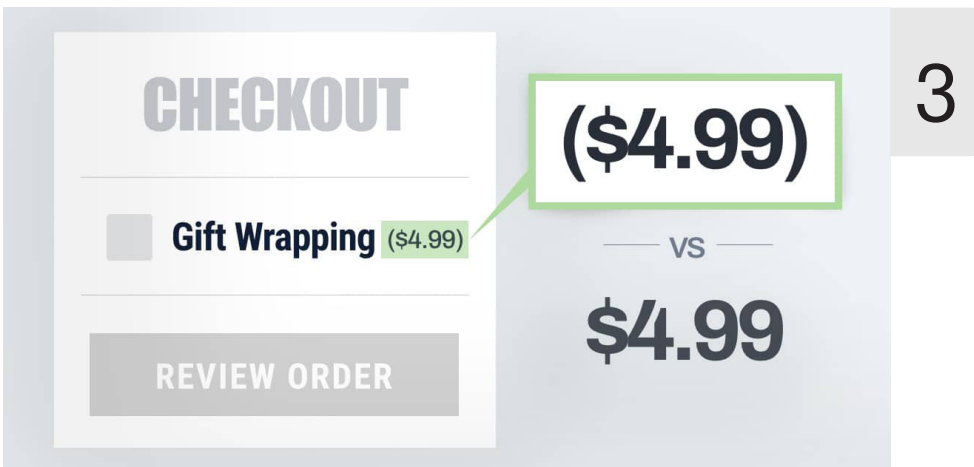 CHECKOUT
Gift Wrapping ($4.99)
REVIEW ORDER
($4.99)
VS
$4.99
3